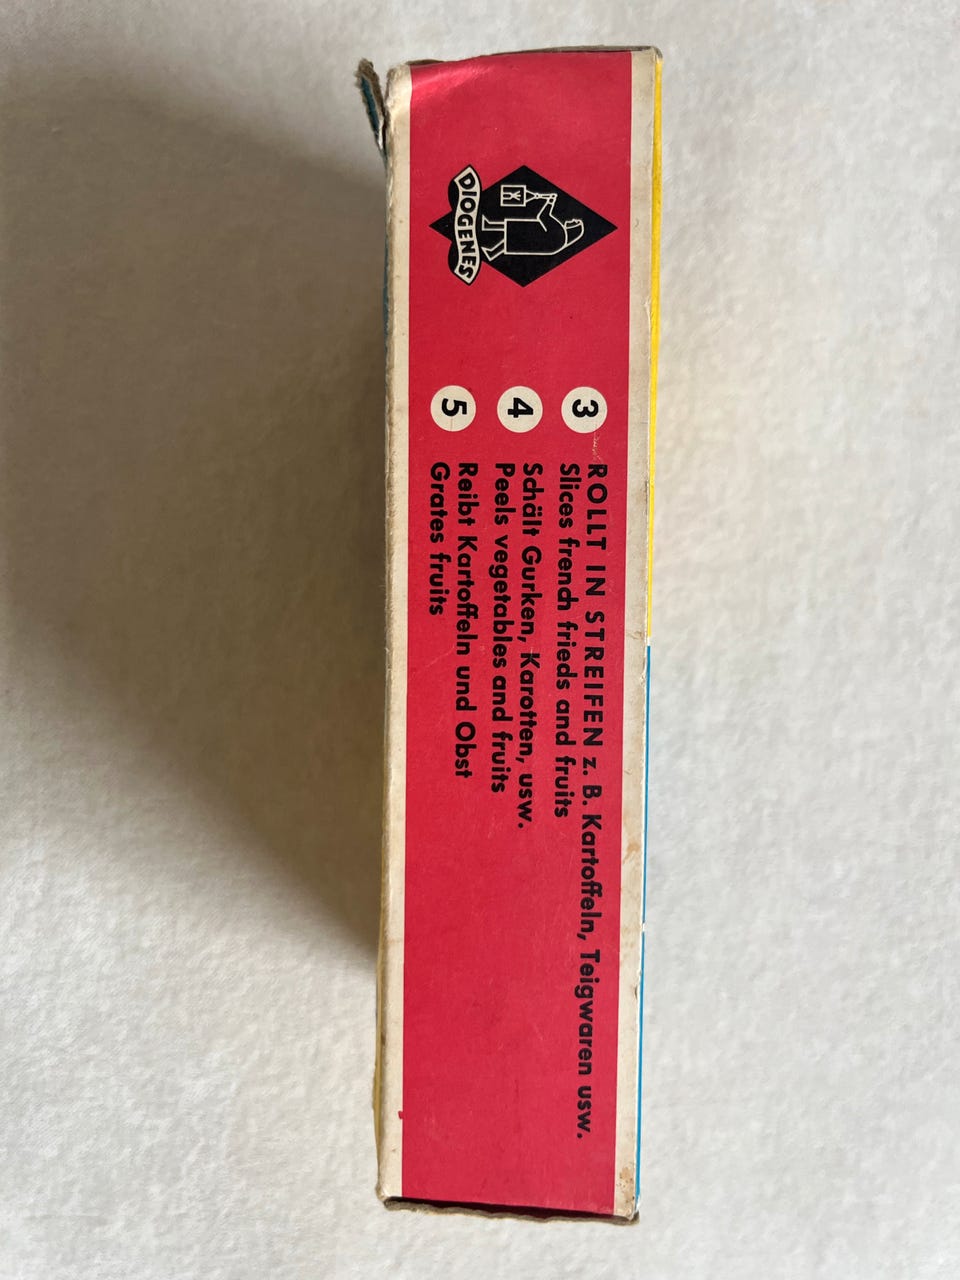 DIOGENES
3 ROLLT IN STREIFEN z. B. Kartoffeln, Teigwaren usw.
Slices french frieds and fruits
4 Schält Gurken, Karotten, usw.
Peels vegetables and fruits
5 Reibt Kartoffeln und Obst
Grates fruits